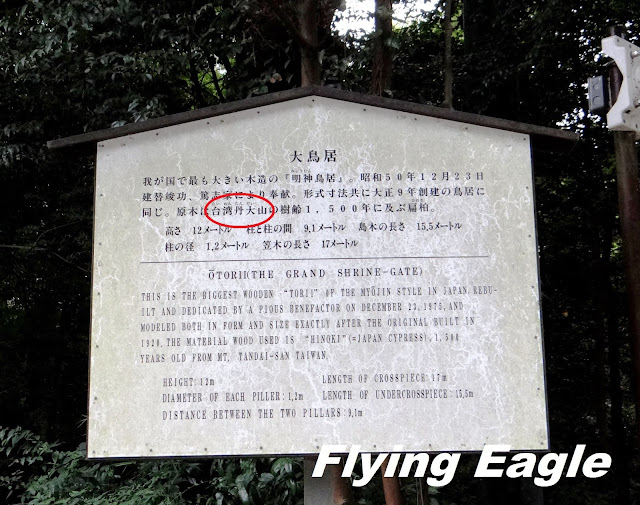 大鳥居
我が国で最も大きい木造の『明神鳥居』。昭和50年12月23日
建替竣功、篤志家により奉献。形式寸法共に大正9年創建の鳥居に
同じ。原木は台湾丹大山の樹齢1,500年に及ぶ扁柏。
高さ 12メートル 柱と柱の間 9,1メートル 島木の長さ 15,5メートル
柱の径 1,2メートル 笠木の長さ 17メートル
ŌTORII(THE GRAND SHRINE-GATE)
THIS IS THE BIGGEST WOODEN "TORII" OF THE MYŌJIN STYLE IN JAPAN. REBU-
ILT AND DEDICATED BY A PIOUS BENEFACTOR ON DECEMBER 23, 1975, AND
MODELED BOTH IN FORM AND SIZE EXACTLY AFTER THE ORIGINAL BUILT IN
1920. THE MATERIAL WOOD USED IS "HINOKI"(=JAPAN CYPRESS), 1,500
YEARS OLD FROM MT. TANDAI-SAN TAIWAN.
HEIGHT: 12m LENGTH OF CROSSPIECE: 17m
DIAMETER OF EACH PILLER: 1,2m LENGTH OF UNDERCROSSPIECE: 15,5m
DISTANCE BETWEEN THE TWO PILLARS: 9,1m
Flying Eagle